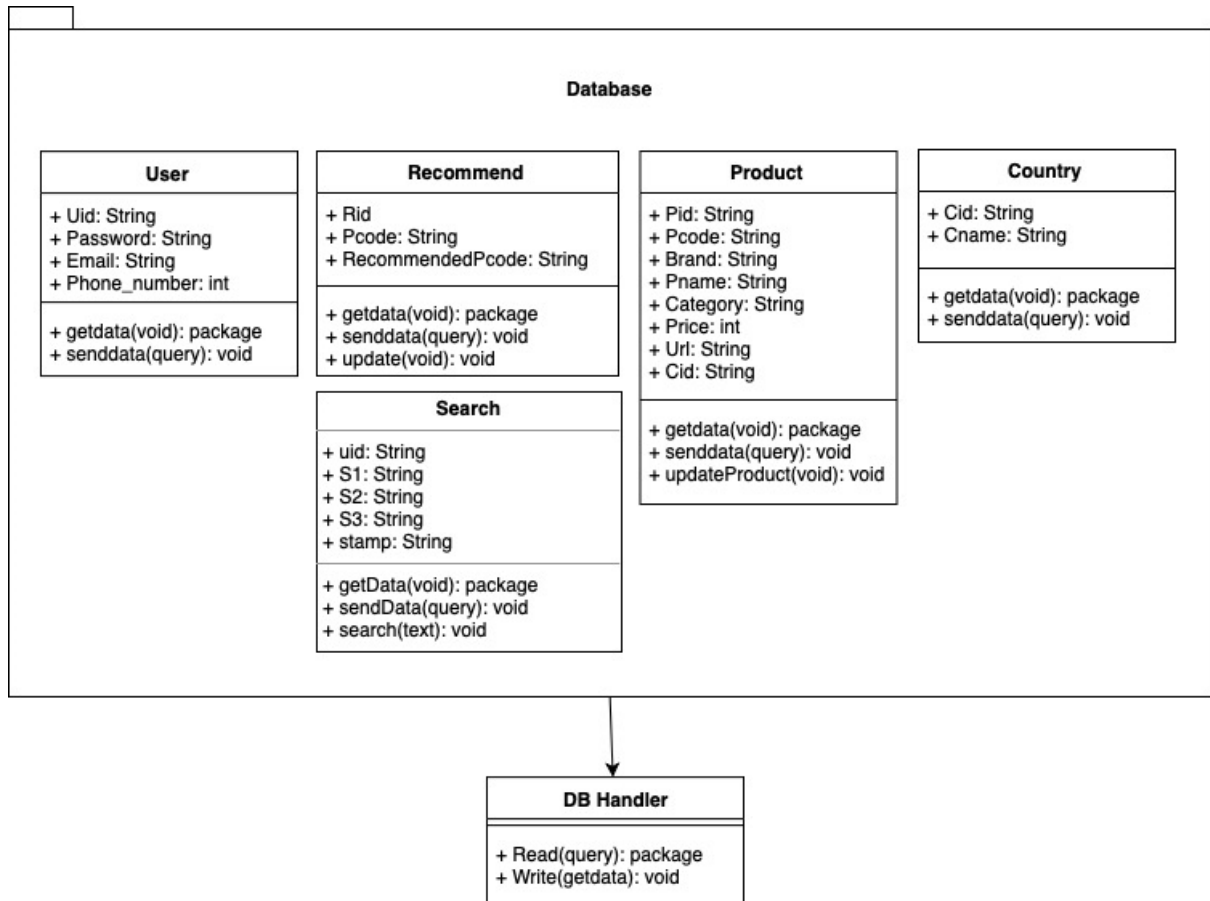 Database
User
+ Uid: String
+ Password: String
+ Email: String
+ Phone_number: int
+ getdata(void): package
+ senddata(query): void
Recommend
+ Rid
+ Pcode: String
+ RecommendedPcode: String
+ getdata(void): package
+ senddata(query): void
+ update(void): void
Search
+ uid: String
+ S1: String
+ S2: String
+ S3: String
+ stamp: String
+ getData(void): package
+ sendData(query): void
+ search(text): void
Product
+ Pid: String
+ Pcode: String
+ Brand: String
+ Pname: String
+ Category: String
+ Price: int
+ Url: String
+ Cid: String
+ getdata(void): package
+ senddata(query): void
+ updateProduct(void): void
Country
+ Cid: String
+ Cname: String
+ getdata(void): package
+ senddata(query): void
DB Handler
+ Read(query): package
+ Write(getdata): void